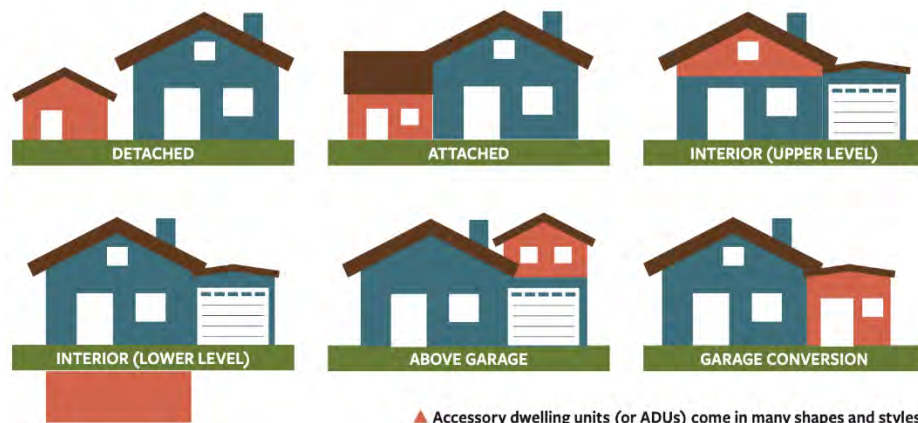 DETACHED
ATTACHED
INTERIOR (UPPER LEVEL)
INTERIOR (LOWER LEVEL)
ABOVE GARAGE
GARAGE CONVERSION
▲ Accessory dwelling units (or ADUs) come in many shapes and styles